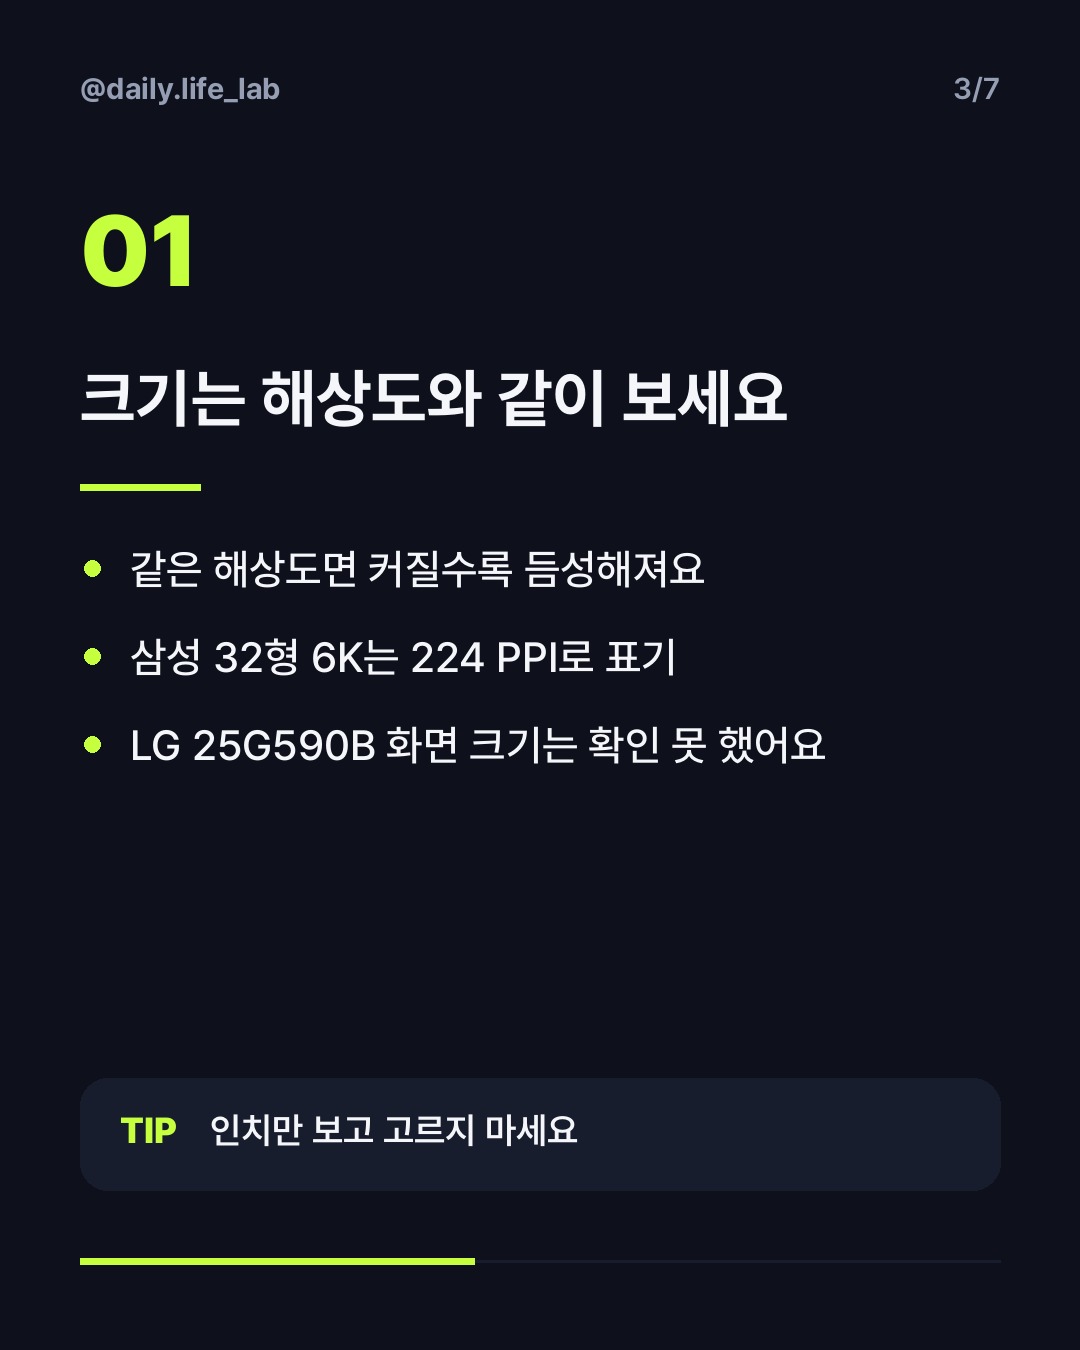 @daily.life_lab
3/7
01
크기는 해상도와 같이 보세요
같은 해상도면 커질수록 듬성해져요
삼성 32형 6K는 224 PPI로 표기
LG 25G590B 화면 크기는 확인 못 했어요
TIP 인치만 보고 고르지 마세요